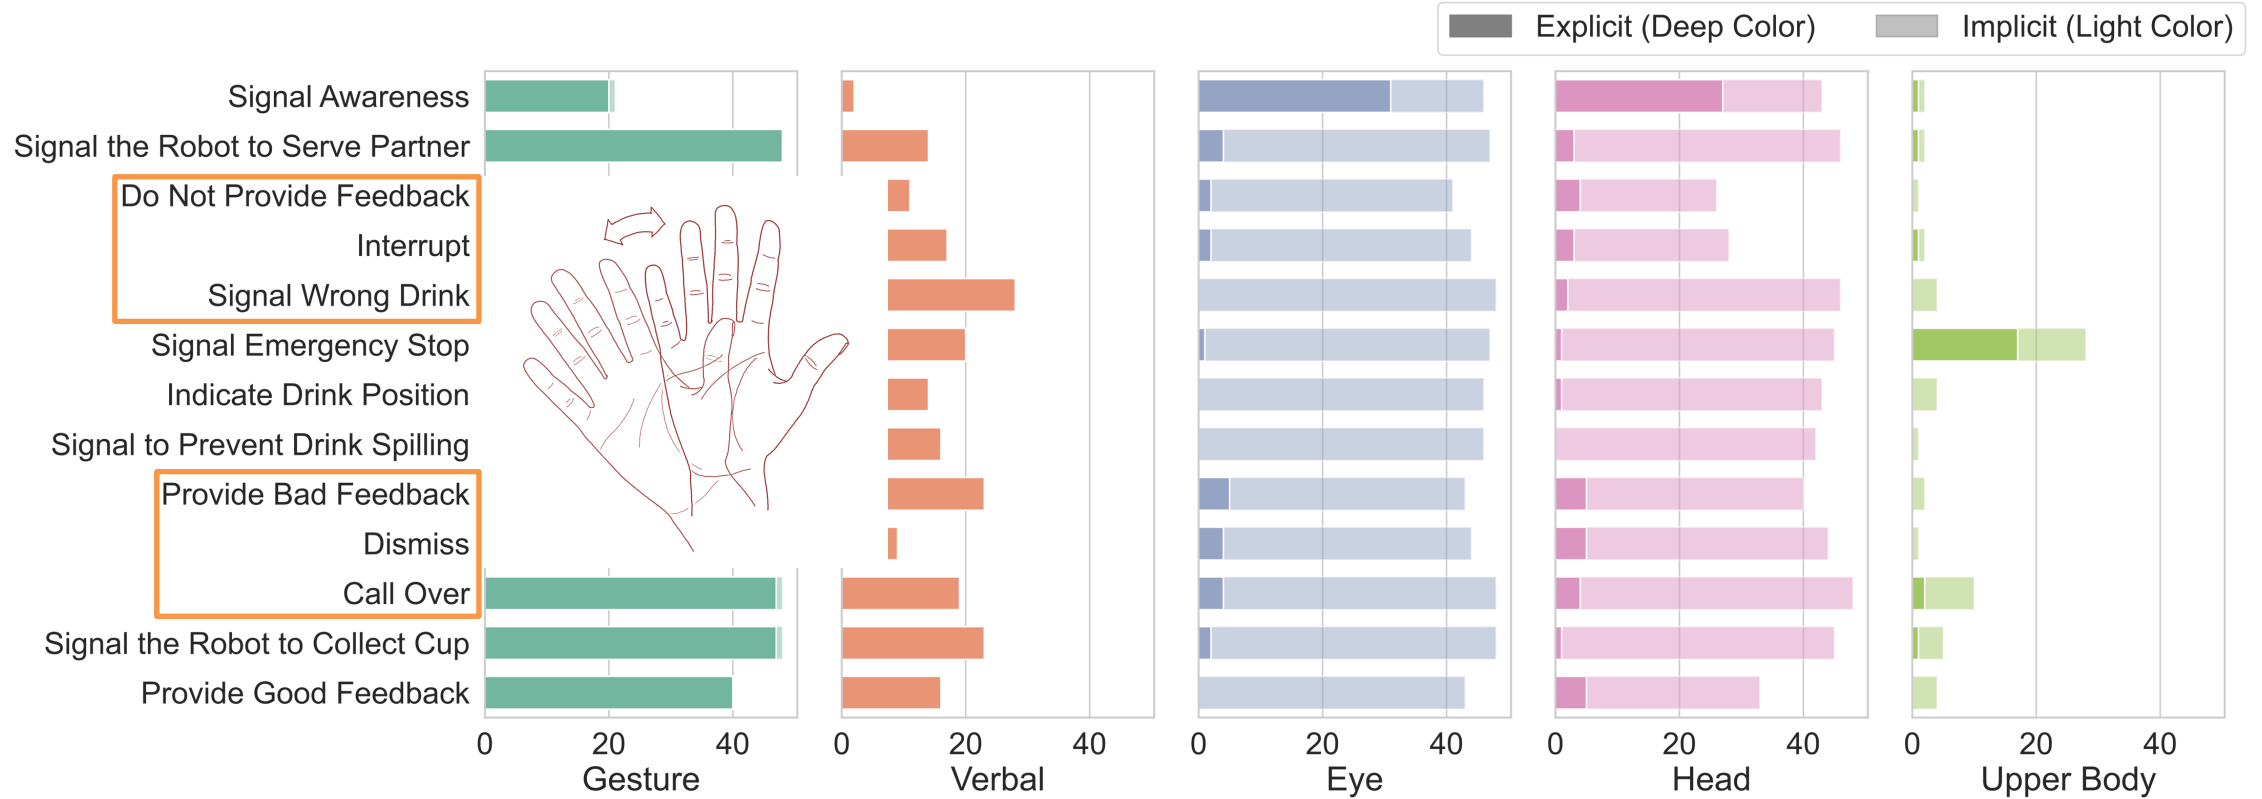 Explicit (Deep Color) Implicit (Light Color)
Signal Awareness
Signal the Robot to Serve Partner
Do Not Provide Feedback
Interrupt
Signal Wrong Drink
Signal Emergency Stop
Indicate Drink Position
Signal to Prevent Drink Spilling
Provide Bad Feedback
Dismiss
Call Over
Signal the Robot to Collect Cup
Provide Good Feedback
0 20 40 0 20 40 0 20 40 0 20 40 0 20 40
Gesture Verbal Eye Head Upper Body